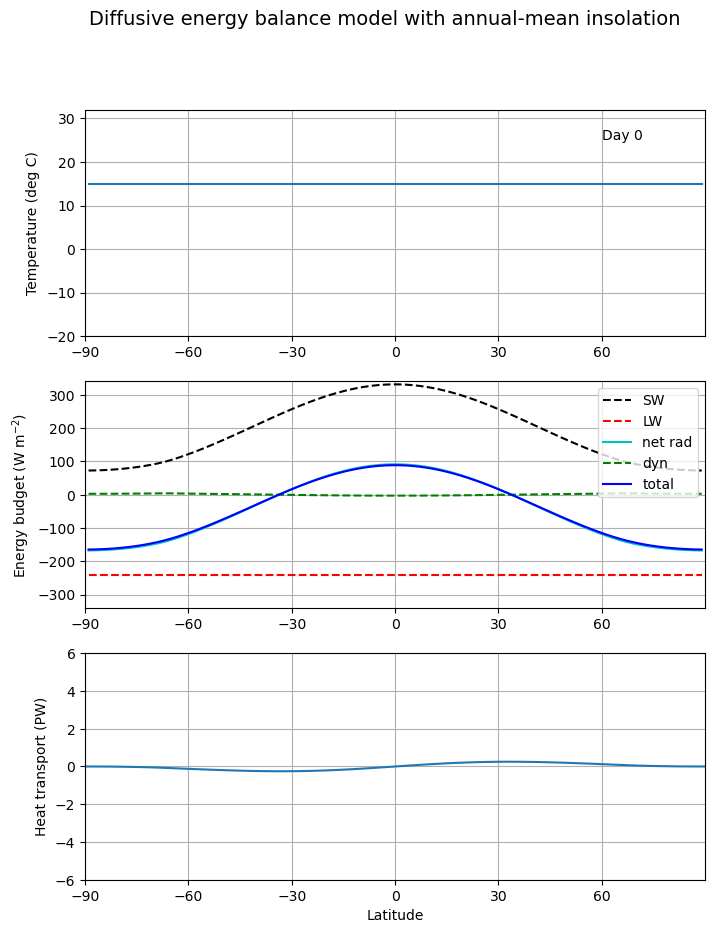 Diffusive energy balance model with annual-mean insolation
30
20
10
0
−10
−20
Temperature (deg C)
Day 0
−90 −60 −30 0 30 60
300
200
100
0
−100
−200
−300
Energy budget (W m⁻²)
SW
LW
net rad
dyn
total
−90 −60 −30 0 30 60
6
4
2
0
−2
−4
−6
Heat transport (PW)
−90 −60 −30 0 30 60
Latitude